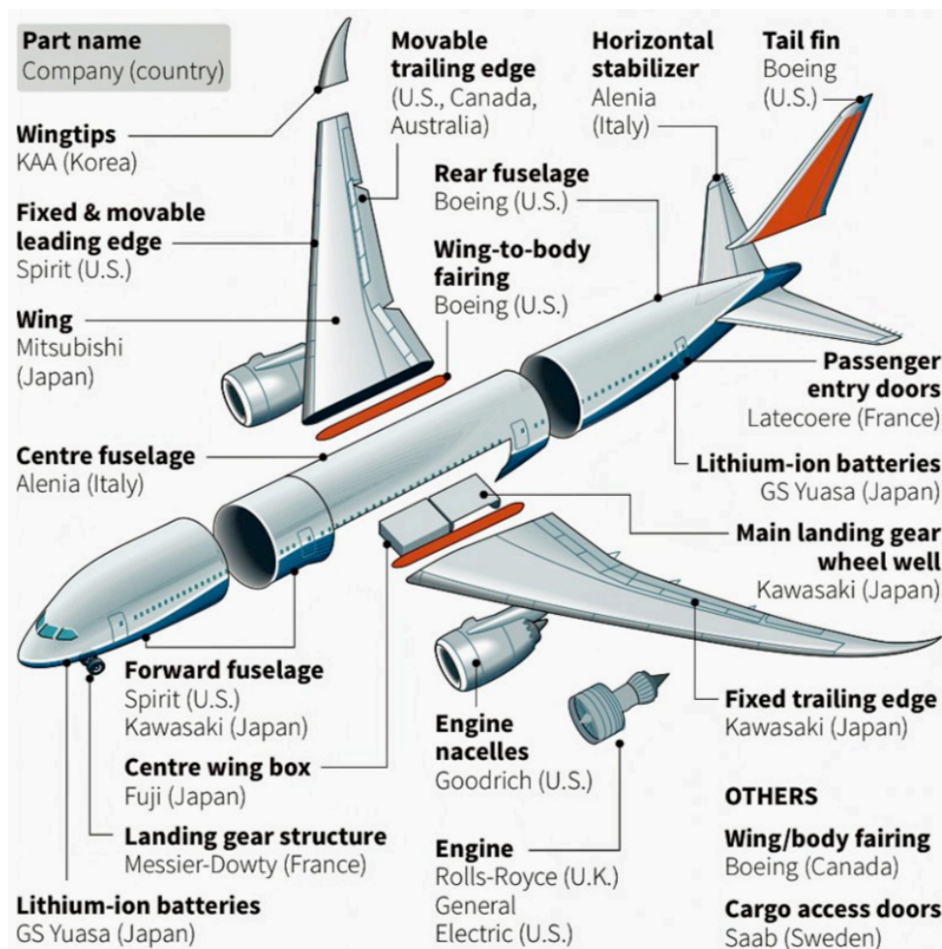 Part name
Company (country)
Wingtips
KAA (Korea)
Fixed & movable
leading edge
Spirit (U.S.)
Wing
Mitsubishi
(Japan)
Centre fuselage
Alenia (Italy)
Movable
trailing edge
(U.S., Canada,
Australia)
Rear fuselage
Boeing (U.S.)
Wing-to-body
fairing
Boeing (U.S.)
Horizontal
stabilizer
Alenia
(Italy)
Tail fin
Boeing
(U.S.)
Passenger
entry doors
Latecoere (France)
Lithium-ion batteries
GS Yuasa (Japan)
Main landing gear
wheel well
Kawasaki (Japan)
Forward fuselage
Spirit (U.S.)
Kawasaki (Japan)
Centre wing box
Fuji (Japan)
Landing gear structure
Messier-Dowty (France)
Lithium-ion batteries
GS Yuasa (Japan)
Engine
nacelles
Goodrich (U.S.)
Engine
Rolls-Royce (U.K.)
General
Electric (U.S.)
Fixed trailing edge
Kawasaki (Japan)
OTHERS
Wing/body fairing
Boeing (Canada)
Cargo access doors
Saab (Sweden)